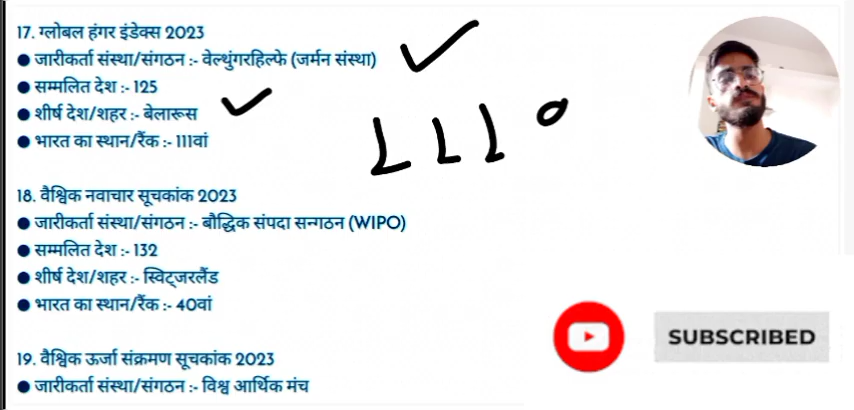 17. ग्लोबल हंगर इंडेक्स 2023
● जारीकर्ता संस्था/संगठन :- वेल्थुंगरहिल्फे (जर्मन संस्था)
● सम्मलित देश :- 125
● शीर्ष देश/शहर :- बेलारूस
● भारत का स्थान/रैंक :- 111वां
18. वैश्विक नवाचार सूचकांक 2023
● जारीकर्ता संस्था/संगठन :- बौद्धिक संपदा सन्गठन (WIPO)
● सम्मलित देश :- 132
● शीर्ष देश/शहर :- स्विट्जरलैंड
● भारत का स्थान/रैंक :- 40वां
SUBSCRIBED
19. वैश्विक ऊर्जा संक्रमण सूचकांक 2023
● जारीकर्ता संस्था/संगठन :- विश्व आर्थिक मंच